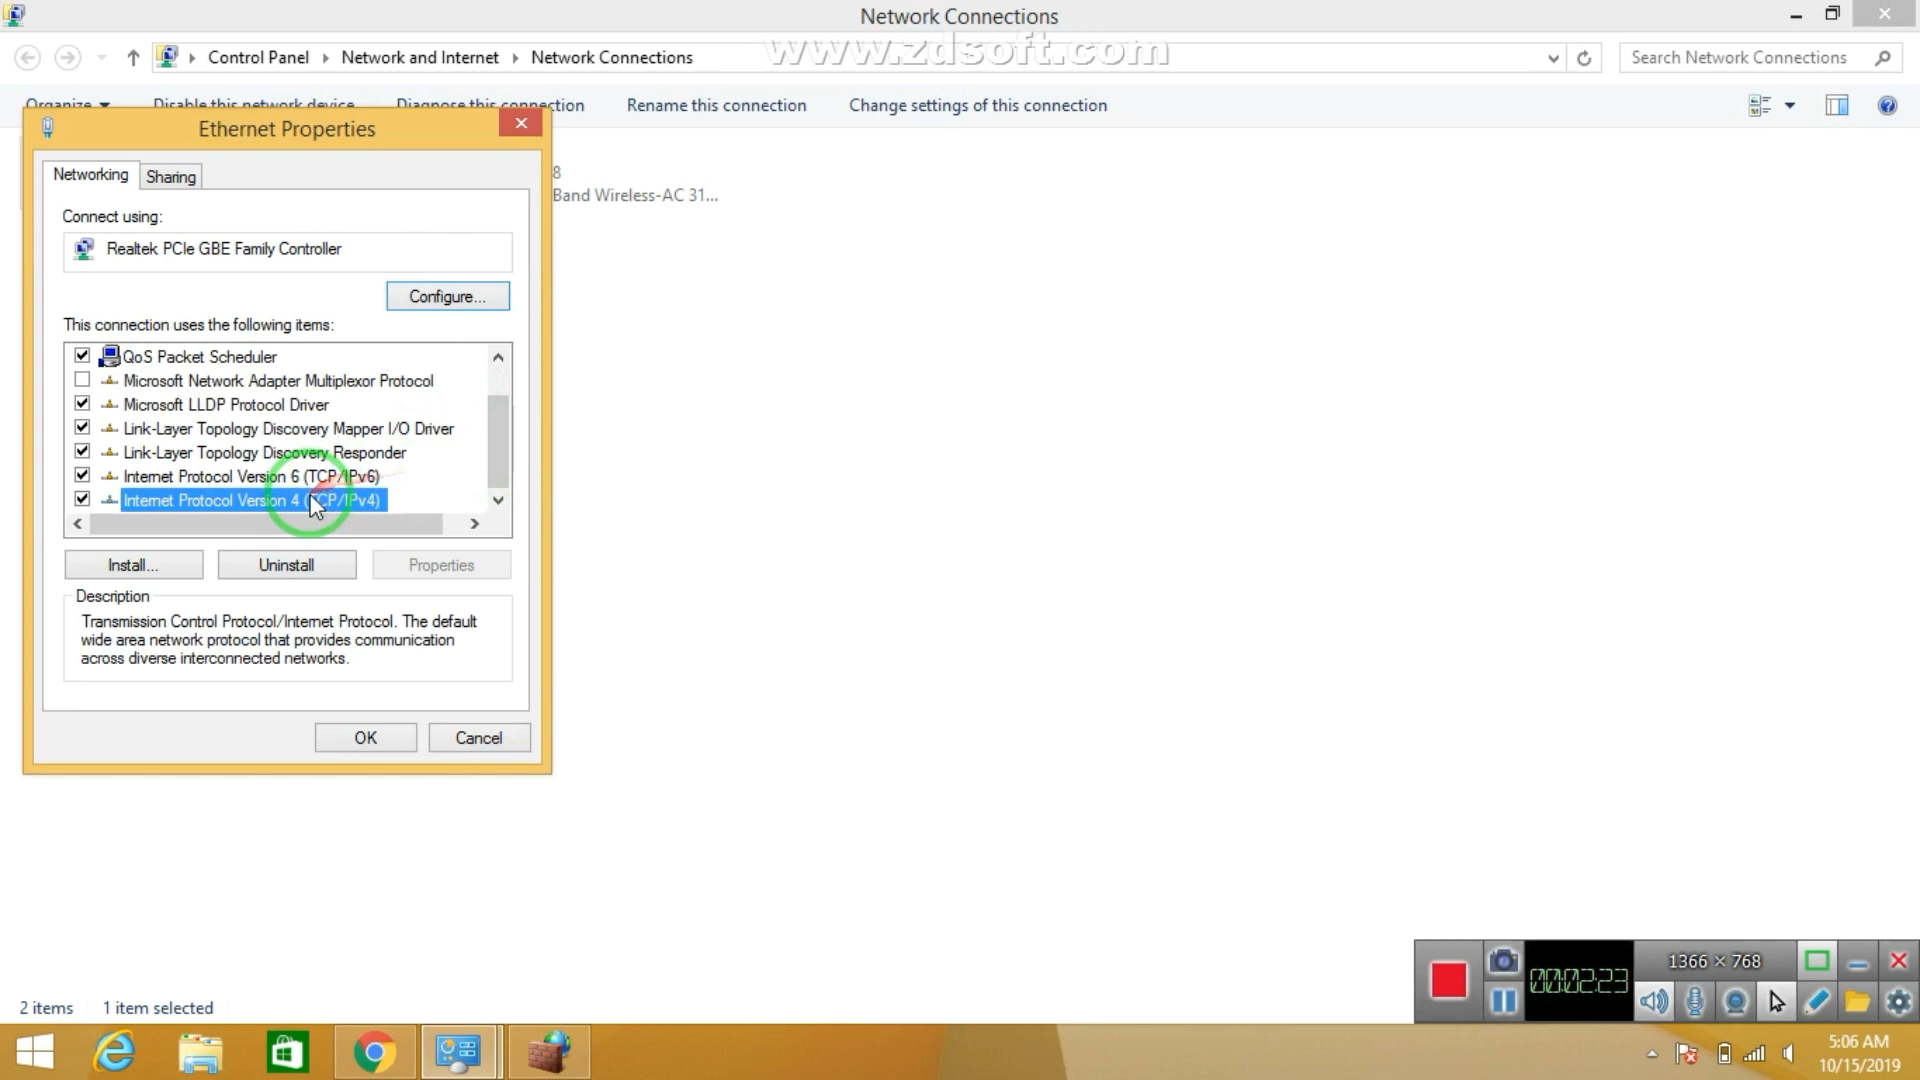 Network Connections
Control Panel Network and Internet Network Connections
www.zdsoft.com
Search Network Connections
Organize Disable this network device Diagnose this connection Rename this connection Change settings of this connection
Ethernet Properties
Networking Sharing
8
Band Wireless-AC 31...
Connect using:
Realtek PCIe GBE Family Controller
Configure...
This connection uses the following items:
QoS Packet Scheduler
Microsoft Network Adapter Multiplexor Protocol
Microsoft LLDP Protocol Driver
Link-Layer Topology Discovery Mapper I/O Driver
Link-Layer Topology Discovery Responder
Internet Protocol Version 6 (TCP/IPv6)
Internet Protocol Version 4 (TCP/IPv4)
Install... Uninstall Properties
Description
Transmission Control Protocol/Internet Protocol. The default
wide area network protocol that provides communication
across diverse interconnected networks.
OK Cancel
1366 × 768
00:02:23
2 items 1 item selected
5:06 AM
10/15/2019